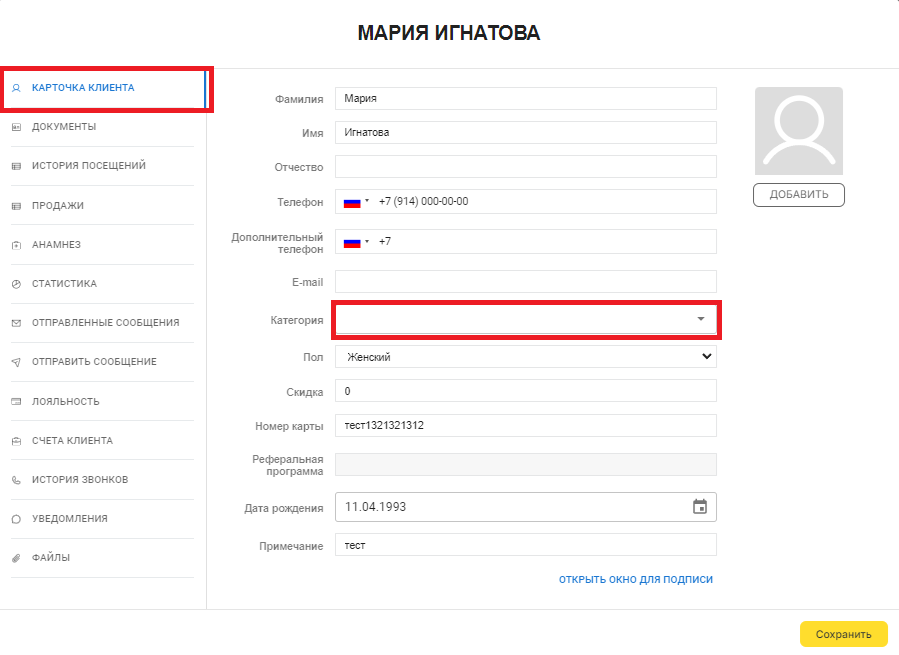 МАРИЯ ИГНАТОВА
КАРТОЧКА КЛИЕНТА
ДОКУМЕНТЫ
ИСТОРИЯ ПОСЕЩЕНИЙ
ПРОДАЖИ
АНАМНЕЗ
СТАТИСТИКА
ОТПРАВЛЕННЫЕ СООБЩЕНИЯ
ОТПРАВИТЬ СООБЩЕНИЕ
ЛОЯЛЬНОСТЬ
СЧЕТА КЛИЕНТА
ИСТОРИЯ ЗВОНКОВ
УВЕДОМЛЕНИЯ
ФАЙЛЫ
Фамилия Мария
Имя Игнатова
Отчество
Телефон +7 (914) 000-00-00
Дополнительный
телефон +7
E-mail
Категория
Пол Женский
Скидка 0
Номер карты тест1321321312
Реферальная
программа
Дата рождения 11.04.1993
Примечание тест
ОТКРЫТЬ ОКНО ДЛЯ ПОДПИСИ
ДОБАВИТЬ
Сохранить